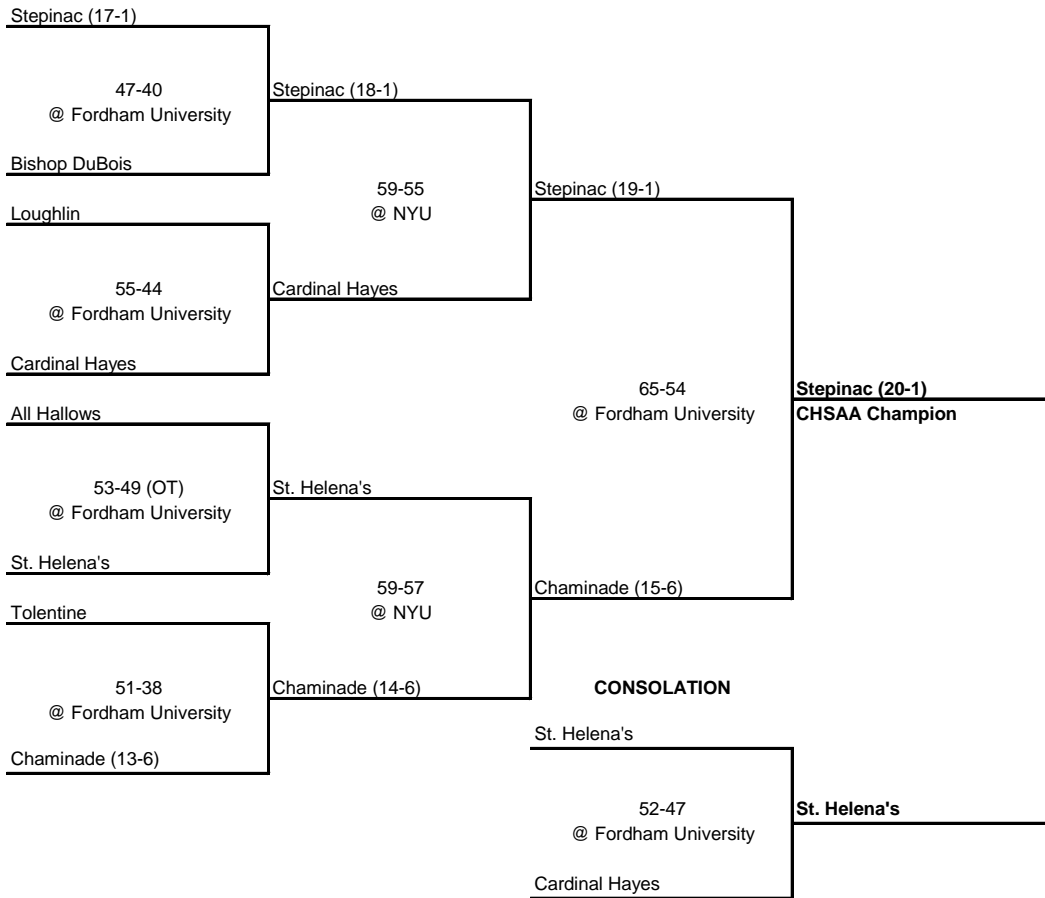 Stepinac (17-1)
47-40
@ Fordham University
Stepinac (18-1)
Bishop DuBois
59-55
@ NYU
Stepinac (19-1)
Loughlin
55-44
@ Fordham University
Cardinal Hayes
Cardinal Hayes
65-54
@ Fordham University
Stepinac (20-1)
CHSAA Champion
All Hallows
53-49 (OT)
@ Fordham University
St. Helena's
St. Helena's
59-57
@ NYU
Chaminade (15-6)
Tolentine
51-38
@ Fordham University
Chaminade (14-6)
Chaminade (13-6)
CONSOLATION
St. Helena's
52-47
@ Fordham University
St. Helena's
Cardinal Hayes